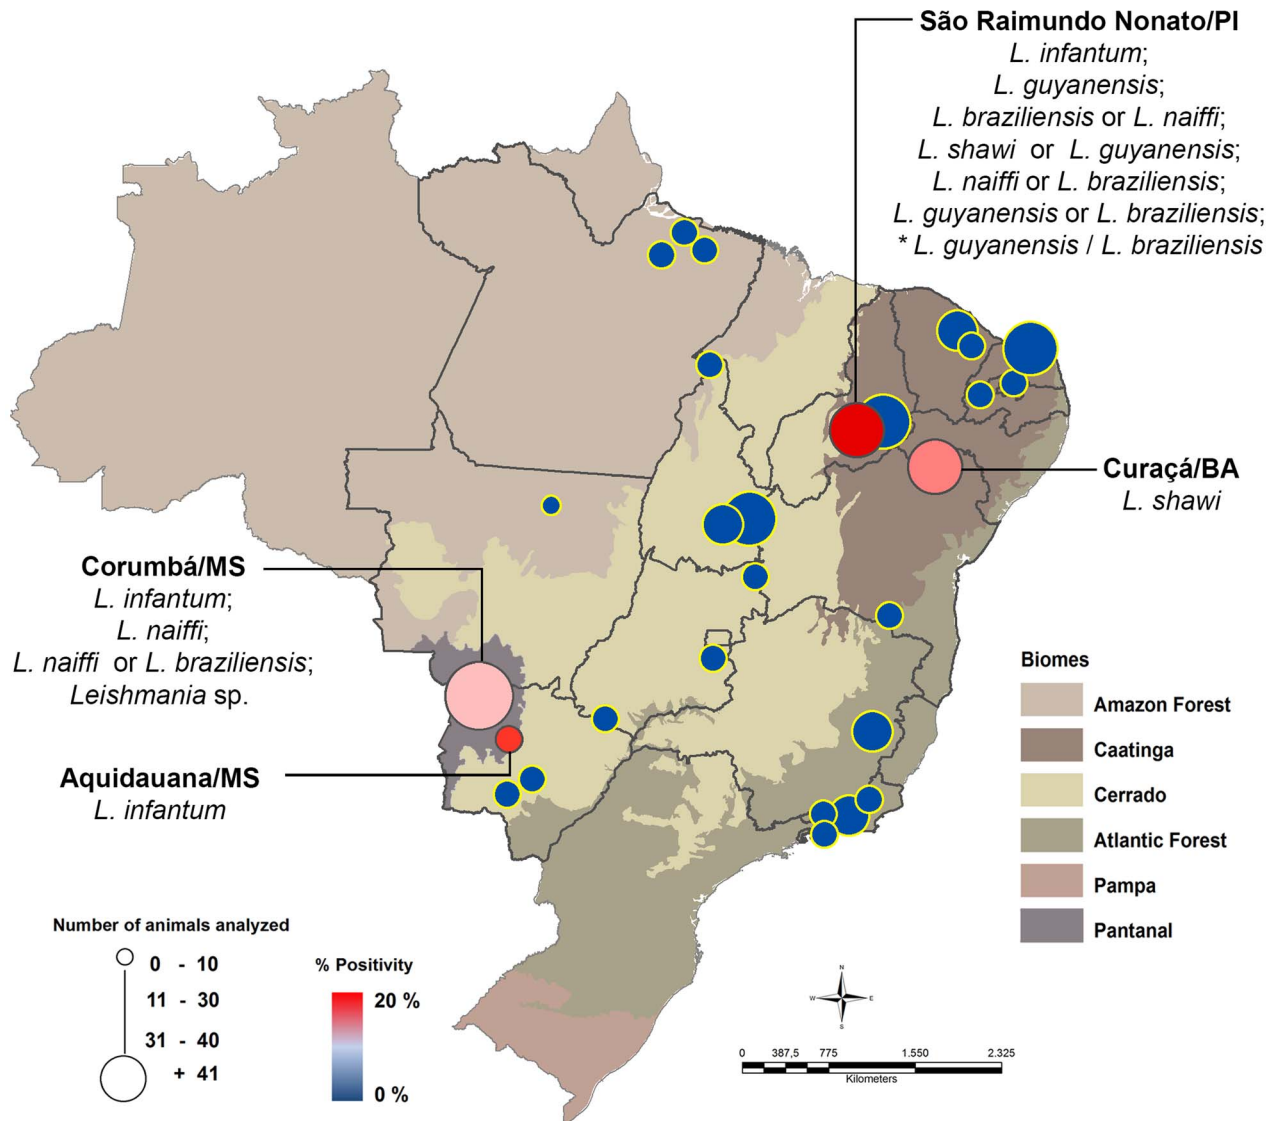 São Raimundo Nonato/PI
L. infantum;
L. guyanensis;
L. braziliensis or L. naiffi;
L. shawi or L. guyanensis;
L. naiffi or L. braziliensis;
L. guyanensis or L. braziliensis;
* L. guyanensis / L. braziliensis
Curaçá/BA
L. shawi
Corumbá/MS
L. infantum;
L. naiffi;
L. naiffi or L. braziliensis;
Leishmania sp.
Aquidauana/MS
L. infantum
Biomes
Amazon Forest
Caatinga
Cerrado
Atlantic Forest
Pampa
Pantanal
Number of animals analyzed
0 - 10
11 - 30
31 - 40
+ 41
% Positivity
20 %
0 %
N
W E
S
0 387,5 775 1.550 2.325
Kilometers